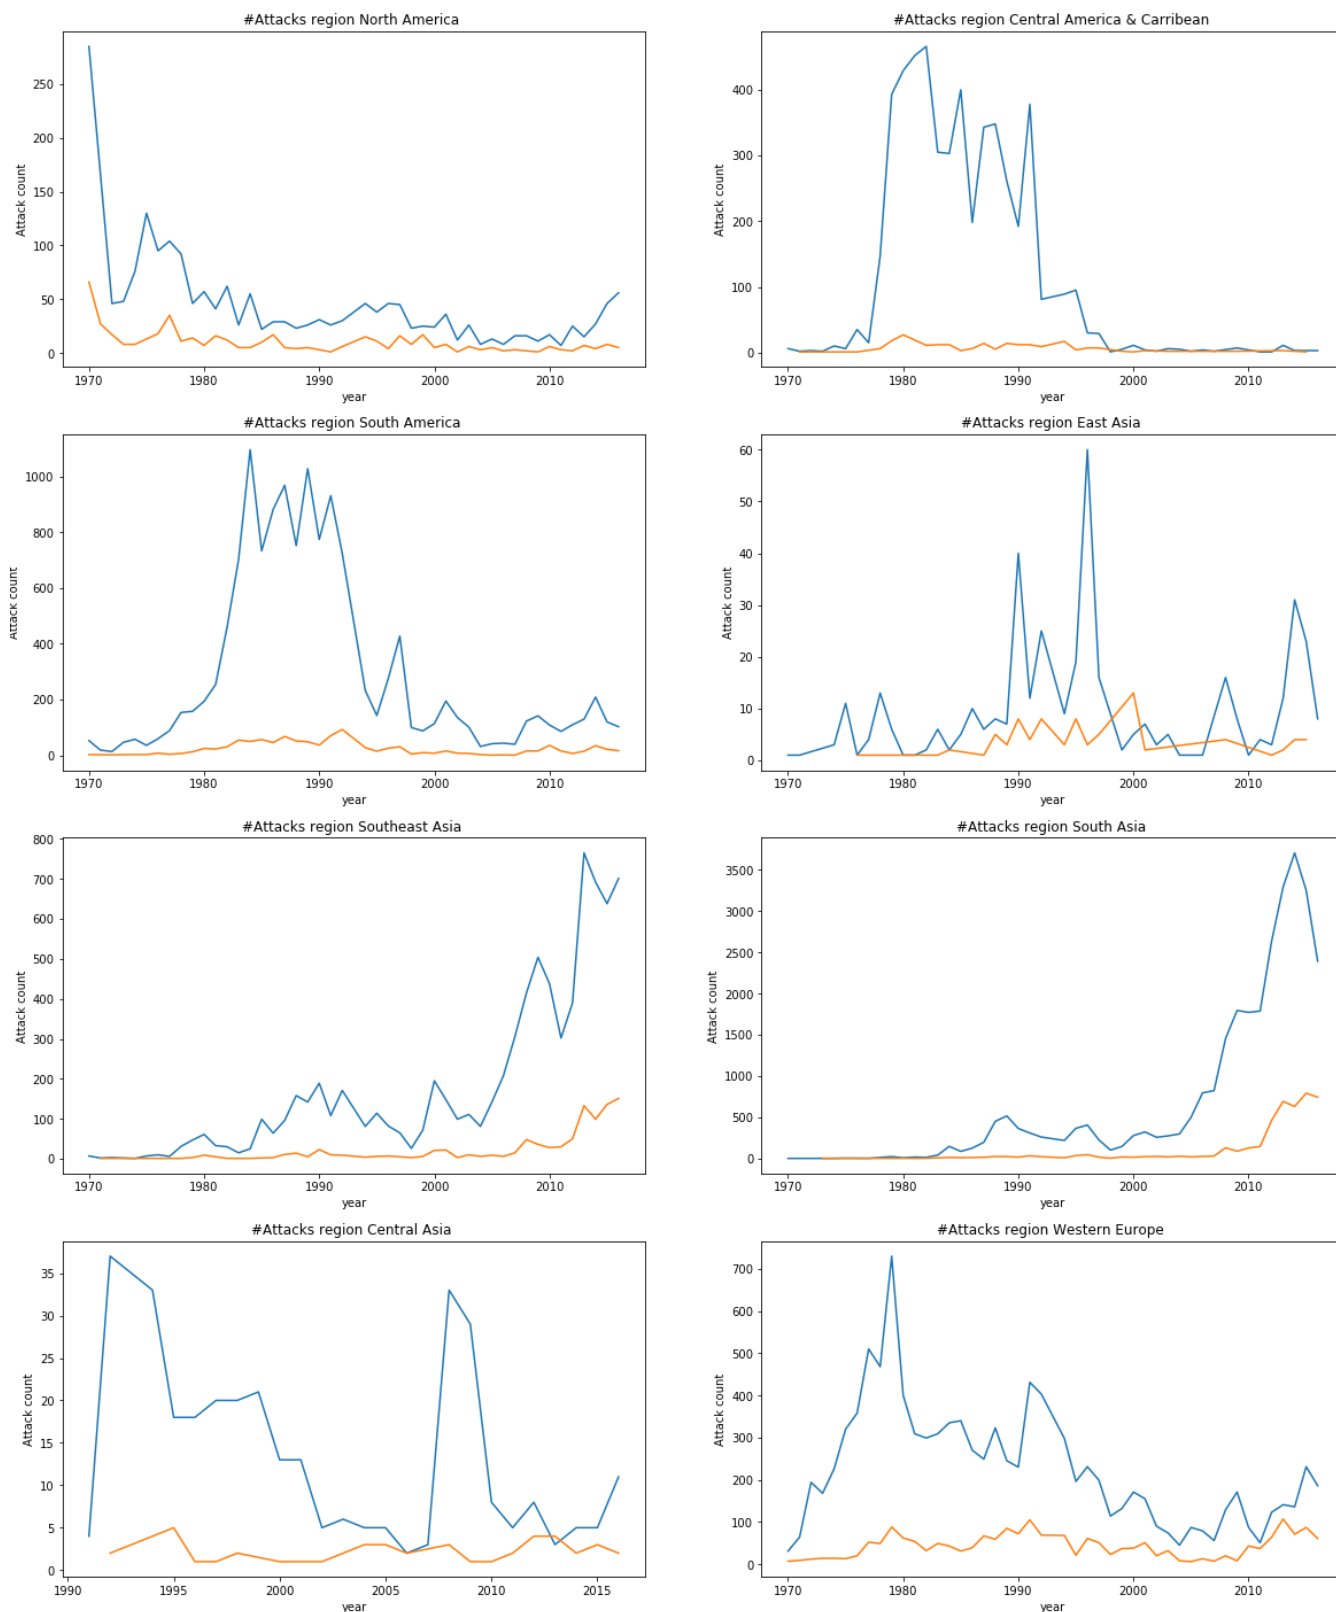 #Attacks region North America
Attack count
250
200
150
100
50
0
1970 1980 1990 2000 2010
year
#Attacks region Central America & Carribean
Attack count
400
300
200
100
0
1970 1980 1990 2000 2010
year
#Attacks region South America
Attack count
1000
800
600
400
200
0
1970 1980 1990 2000 2010
year
#Attacks region East Asia
Attack count
60
50
40
30
20
10
0
1970 1980 1990 2000 2010
year
#Attacks region Southeast Asia
Attack count
800
700
600
500
400
300
200
100
0
1970 1980 1990 2000 2010
year
#Attacks region South Asia
Attack count
3500
3000
2500
2000
1500
1000
500
0
1970 1980 1990 2000 2010
year
#Attacks region Central Asia
Attack count
35
30
25
20
15
10
5
0
1990 1995 2000 2005 2010 2015
year
#Attacks region Western Europe
Attack count
700
600
500
400
300
200
100
0
1970 1980 1990 2000 2010
year